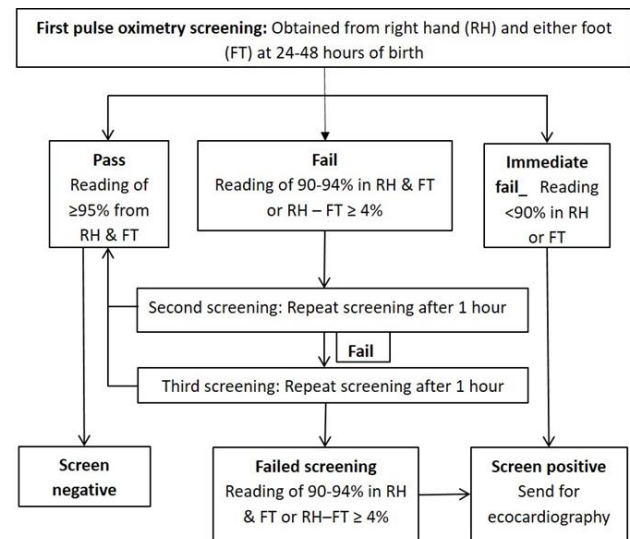 First pulse oximetry screening: Obtained from right hand (RH) and either foot
(FT) at 24-48 hours of birth
Pass
Reading of
≥95% from
RH & FT
Fail
Reading of 90-94% in RH & FT
or RH – FT ≥ 4%
Immediate
fail_ Reading
<90% in RH
or FT
Second screening: Repeat screening after 1 hour
Fail
Third screening: Repeat screening after 1 hour
Screen
negative
Failed screening
Reading of 90-94% in RH
& FT or RH–FT ≥ 4%
Screen positive
Send for
ecocardiography